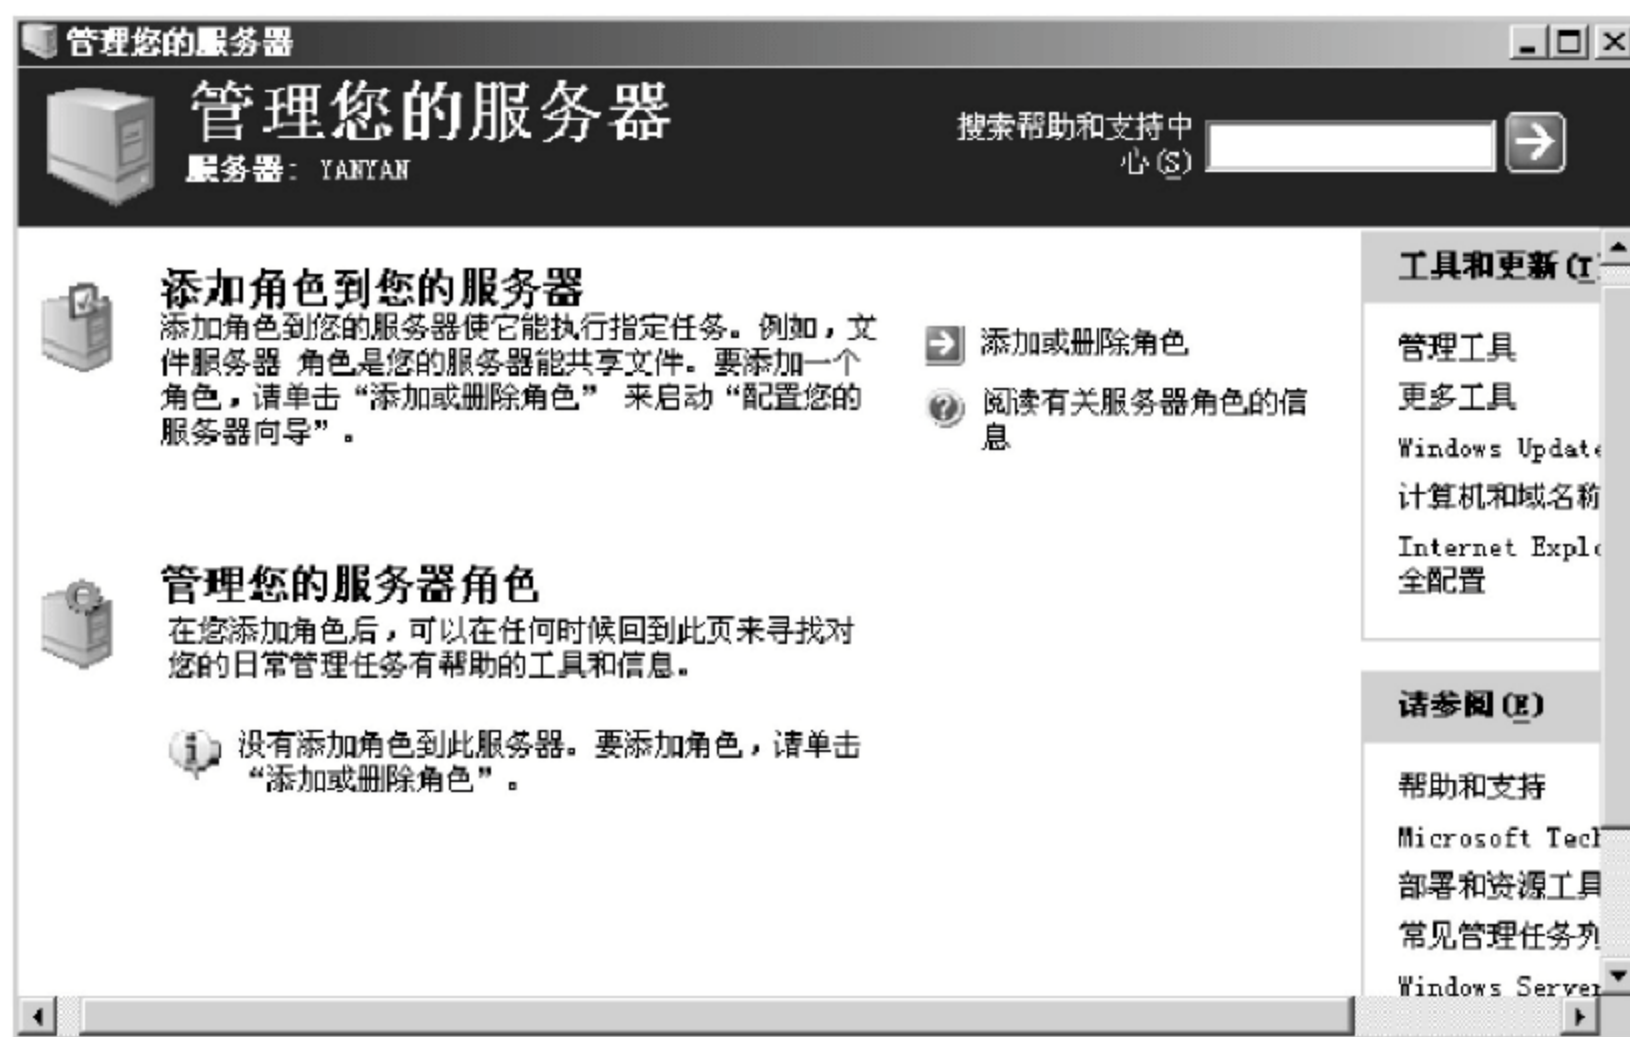 管理您的服务器
管理您的服务器
服务器: YANYAN
搜索帮助和支持中
心(S)
添加角色到您的服务器
添加角色到您的服务器使它能执行指定任务。例如，文
件服务器 角色是您的服务器能共享文件。要添加一个
角色，请单击“添加或删除角色” 来启动“配置您的
服务器向导”。
添加或删除角色
阅读有关服务器角色的信
息
管理您的服务器角色
在您添加角色后，可以在任何时候回到此页来寻找对
您的日常管理任务有帮助的工具和信息。
没有添加角色到此服务器。要添加角色，请单击
“添加或删除角色”。
工具和更新(T
管理工具
更多工具
Windows Update
计算机和域名称
Internet Explo
全配置
请参阅(E)
帮助和支持
Microsoft Tech
部署和资源工具
常见管理任务列
Windows Server